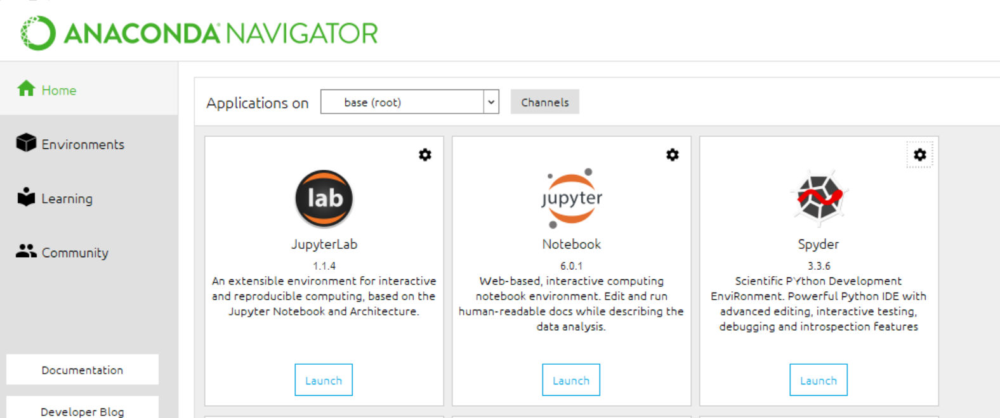 ANACONDA NAVIGATOR
Home
Environments
Learning
Community
Documentation
Developer Blog
Applications on
base (root)
Channels
lab
JupyterLab
1.1.4
An extensible environment for interactive
and reproducible computing, based on the
Jupyter Notebook and Architecture.
Launch
jupyter
Notebook
6.0.1
Web-based, interactive computing
notebook environment. Edit and run
human-readable docs while describing the
data analysis.
Launch
Spyder
3.3.6
Scientific PYthon Development
EnviRonment. Powerful Python IDE with
advanced editing, interactive testing,
debugging and introspection features
Launch